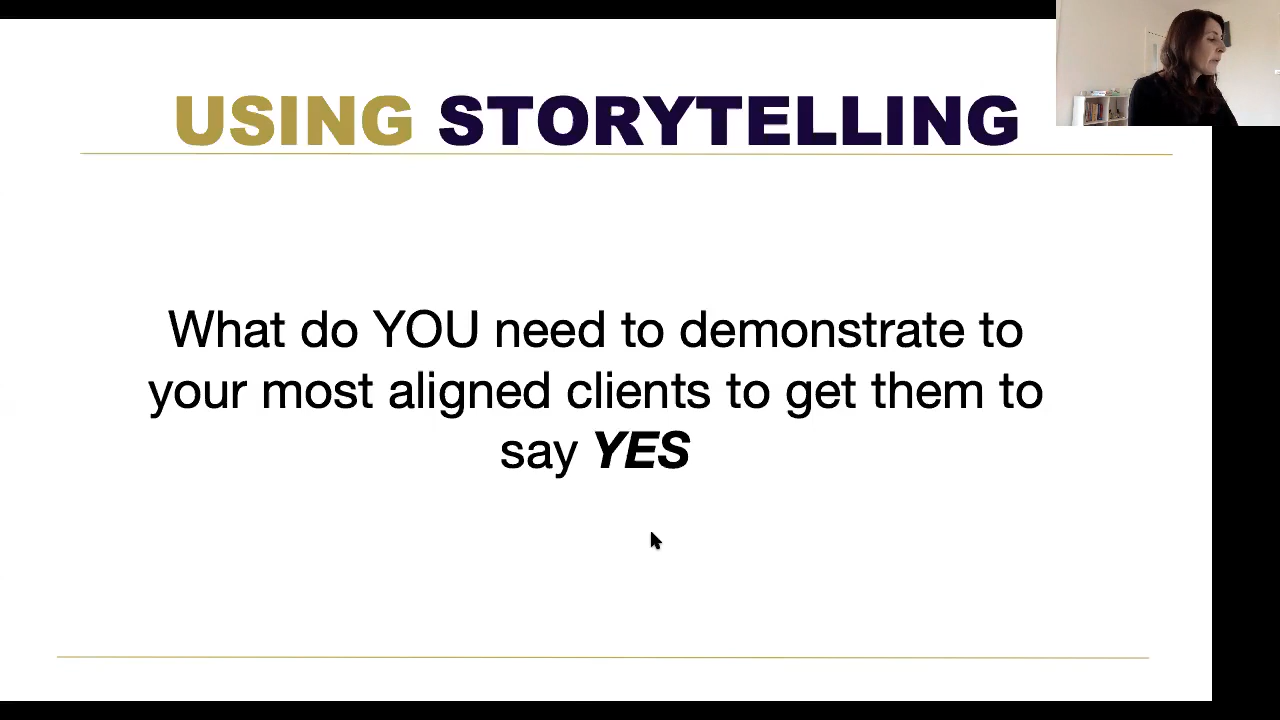 USING STORYTELLING
What do YOU need to demonstrate to
your most aligned clients to get them to
say YES